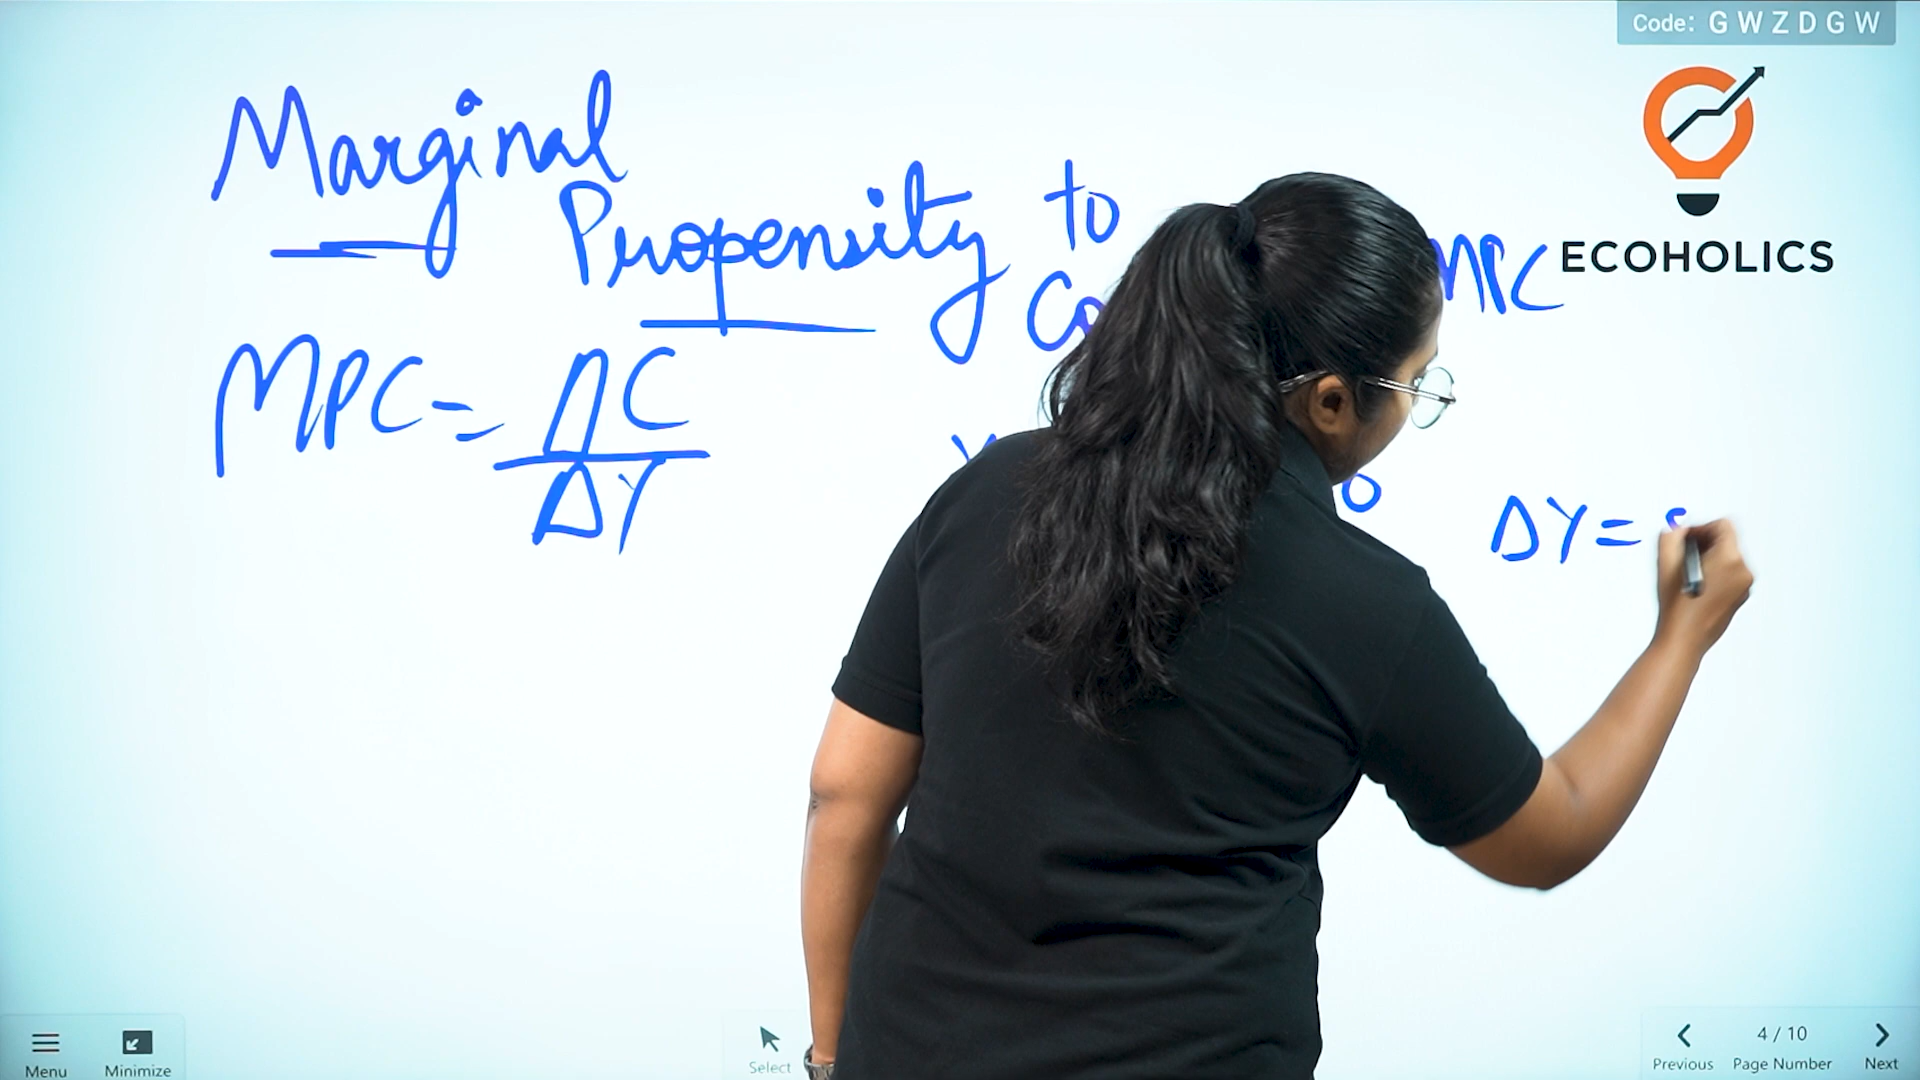 Code: GWZDGW
Marginal
Propensity to
MPC
ECOHOLICS
MPC = ΔC
ΔY
ΔY =
Menu
Minimize
Select
Previous
4 / 10
Page Number
Next